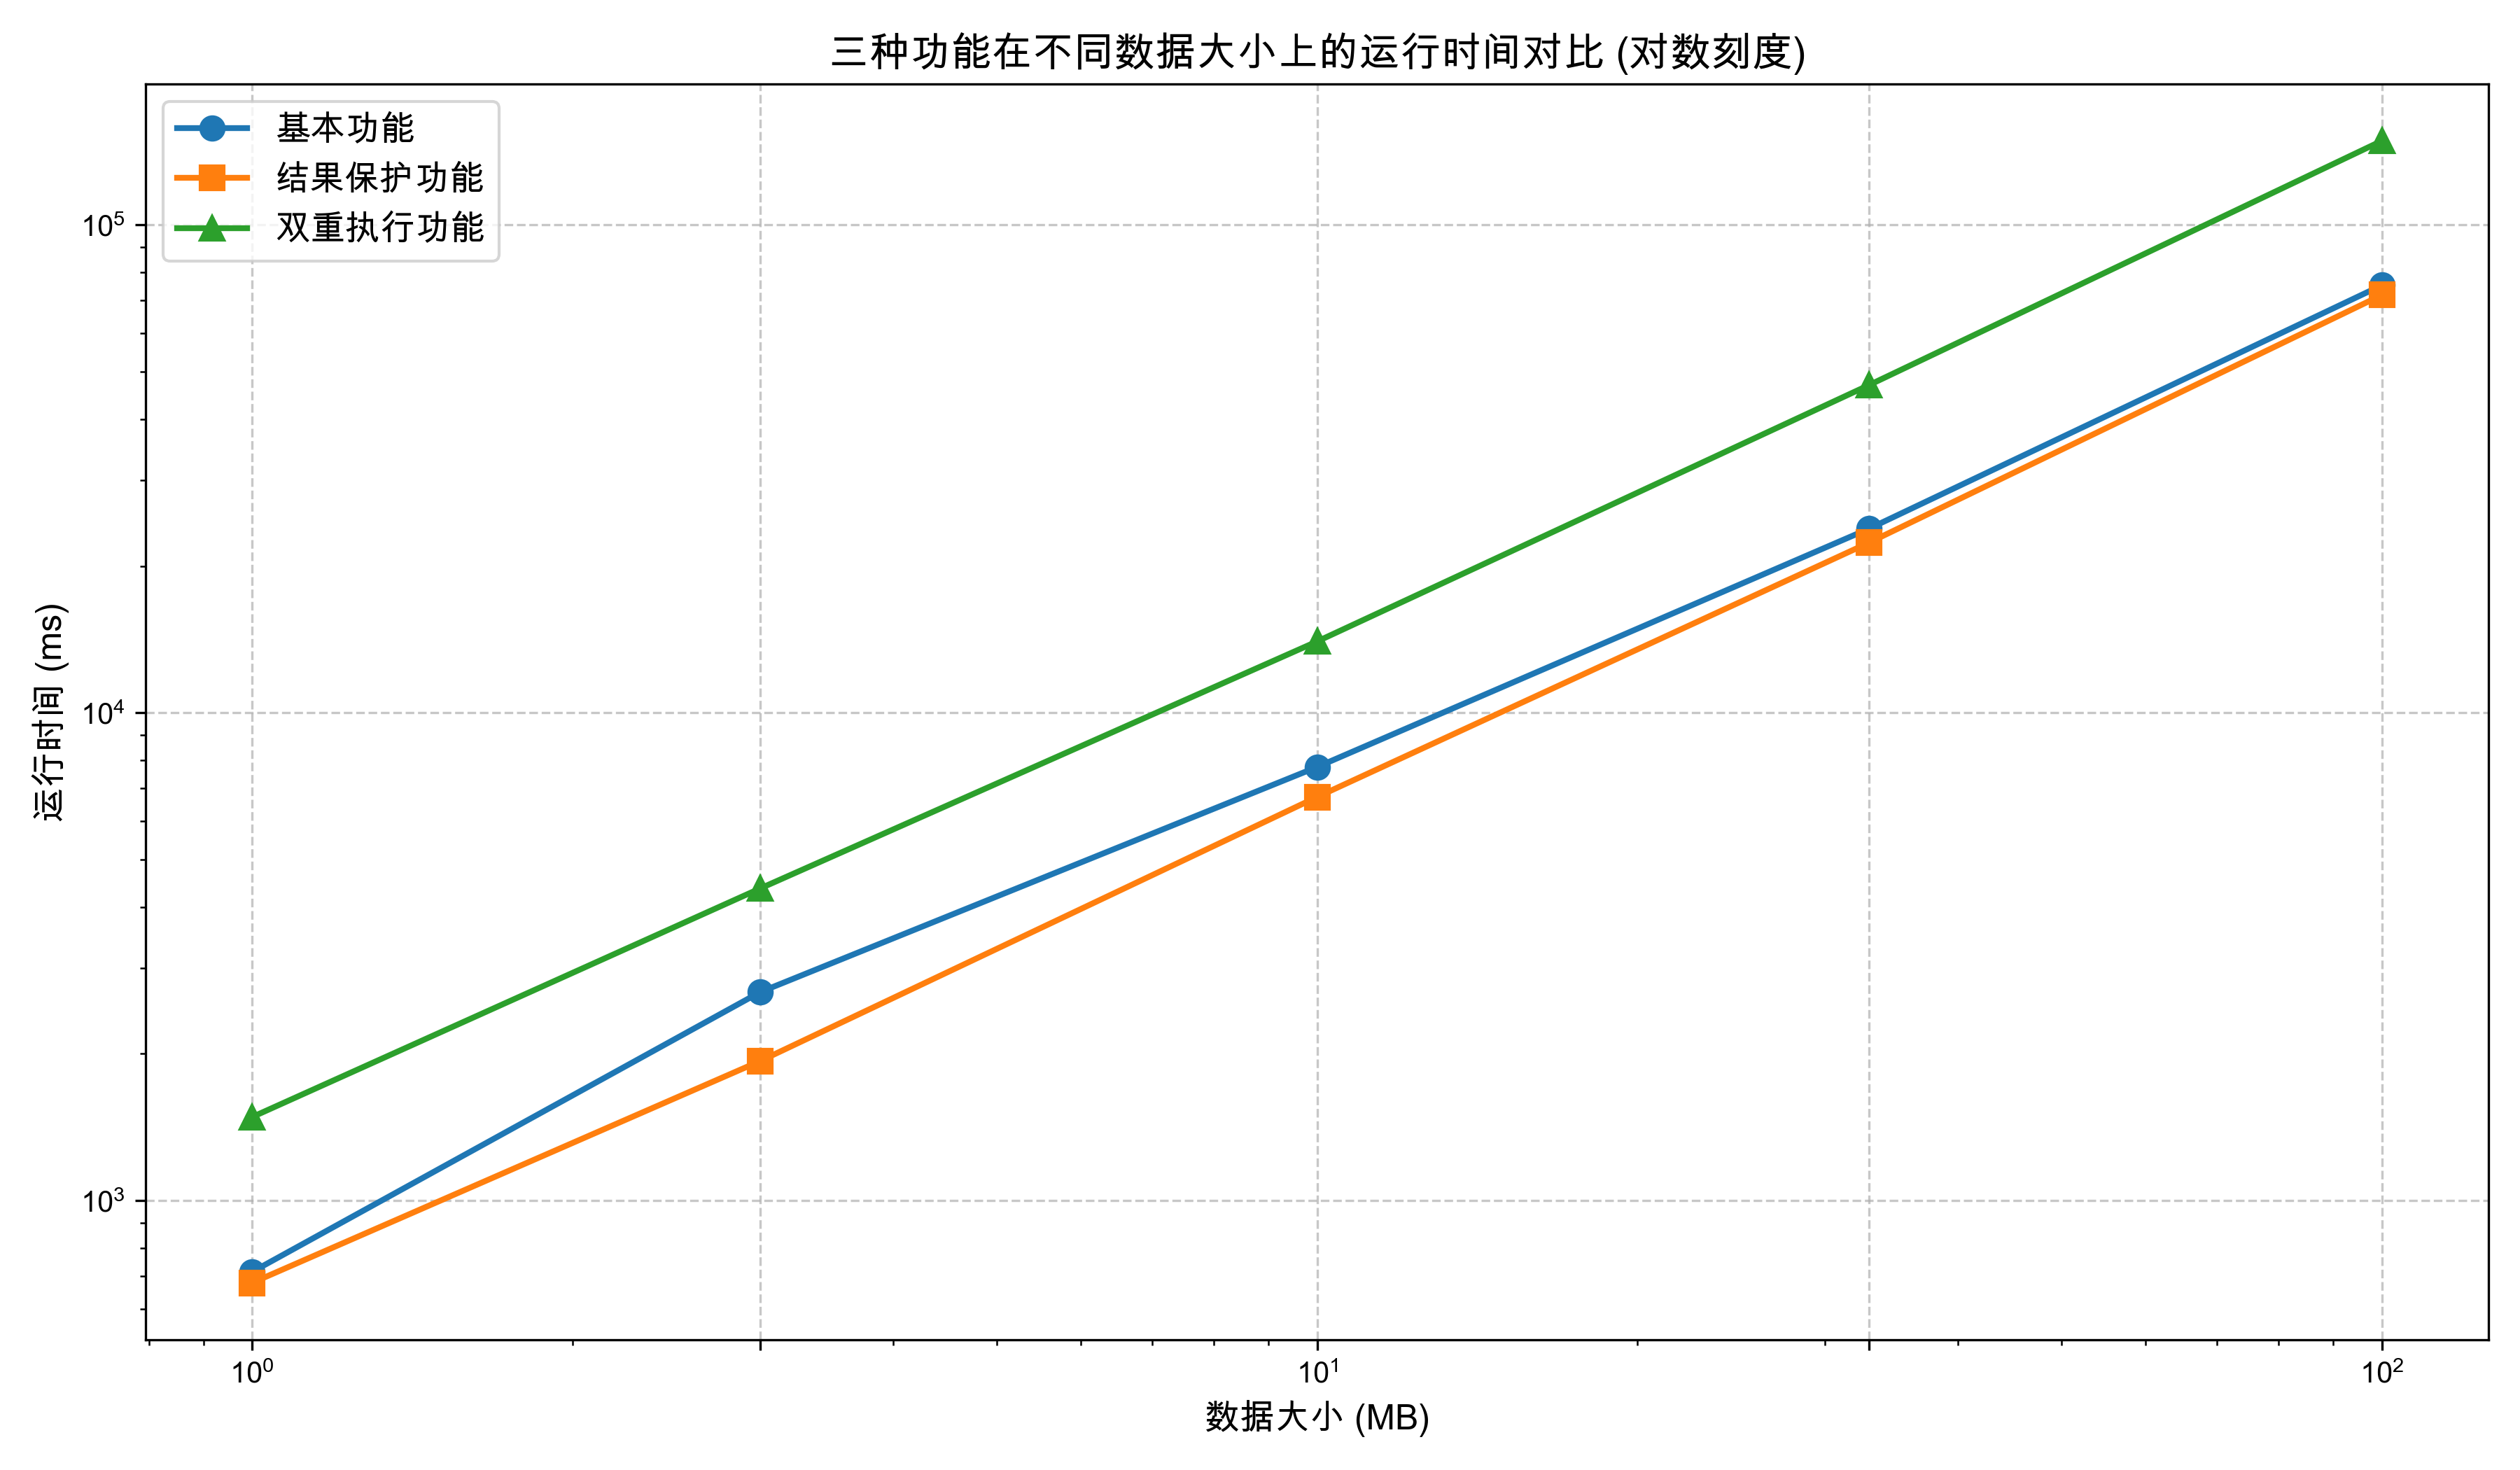 三种功能在不同数据大小上的运行时间对比 (对数刻度)
基本功能
结果保护功能
双重执行功能
运行时间 (ms)
10⁵
10⁴
10³
10⁰
10¹
10²
数据大小 (MB)